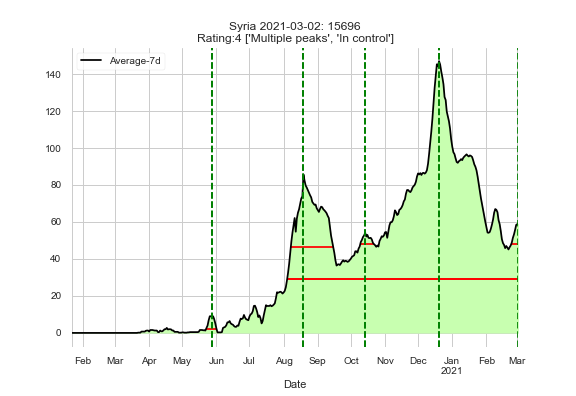 Syria 2021-03-02: 15696
Rating:4 ['Multiple peaks', 'In control']
Average-7d
140
120
100
80
60
40
20
0
Feb Mar Apr May Jun Jul Aug Sep Oct Nov Dec Jan Feb Mar
2021
Date